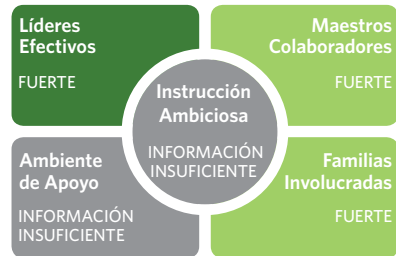 Líderes
Efectivos
FUERTE
Maestros
Colaboradores
FUERTE
Instrucción
Ambiciosa
INFORMACIÓN
INSUFICIENTE
Ambiente
de Apoyo
INFORMACIÓN
INSUFICIENTE
Familias
Involucradas
FUERTE